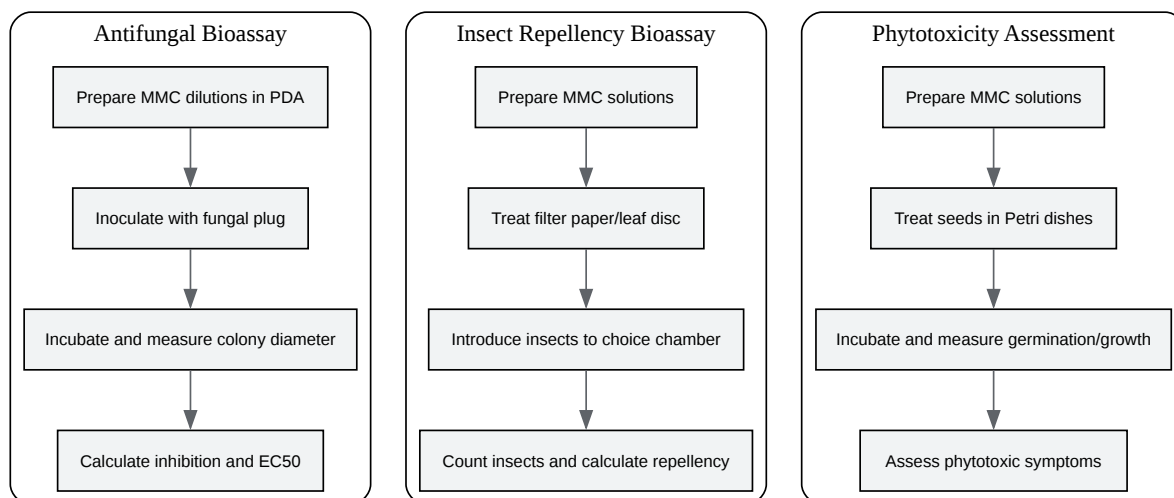 Antifungal Bioassay
Prepare MMC dilutions in PDA
Inoculate with fungal plug
Incubate and measure colony diameter
Calculate inhibition and EC50
Insect Repellency Bioassay
Prepare MMC solutions
Treat filter paper/leaf disc
Introduce insects to choice chamber
Count insects and calculate repellency
Phytotoxicity Assessment
Prepare MMC solutions
Treat seeds in Petri dishes
Incubate and measure germination/growth
Assess phytotoxic symptoms